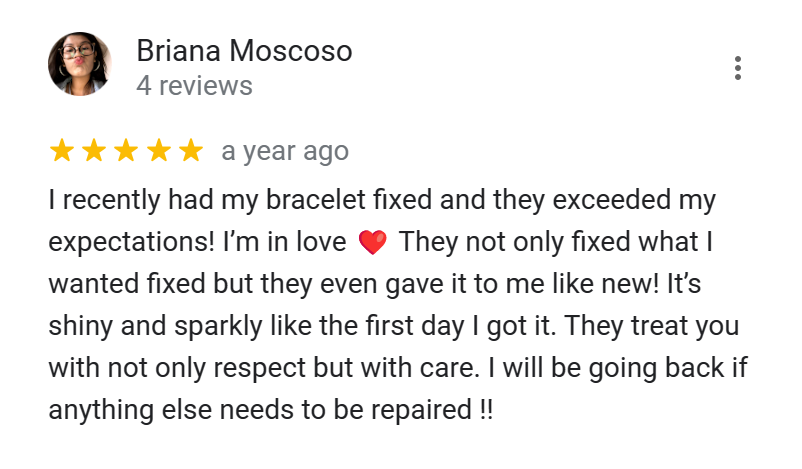 Briana Moscoso
4 reviews
a year ago
I recently had my bracelet fixed and they exceeded my
expectations! I’m in love ❤️ They not only fixed what I
wanted fixed but they even gave it to me like new! It’s
shiny and sparkly like the first day I got it. They treat you
with not only respect but with care. I will be going back if
anything else needs to be repaired !!